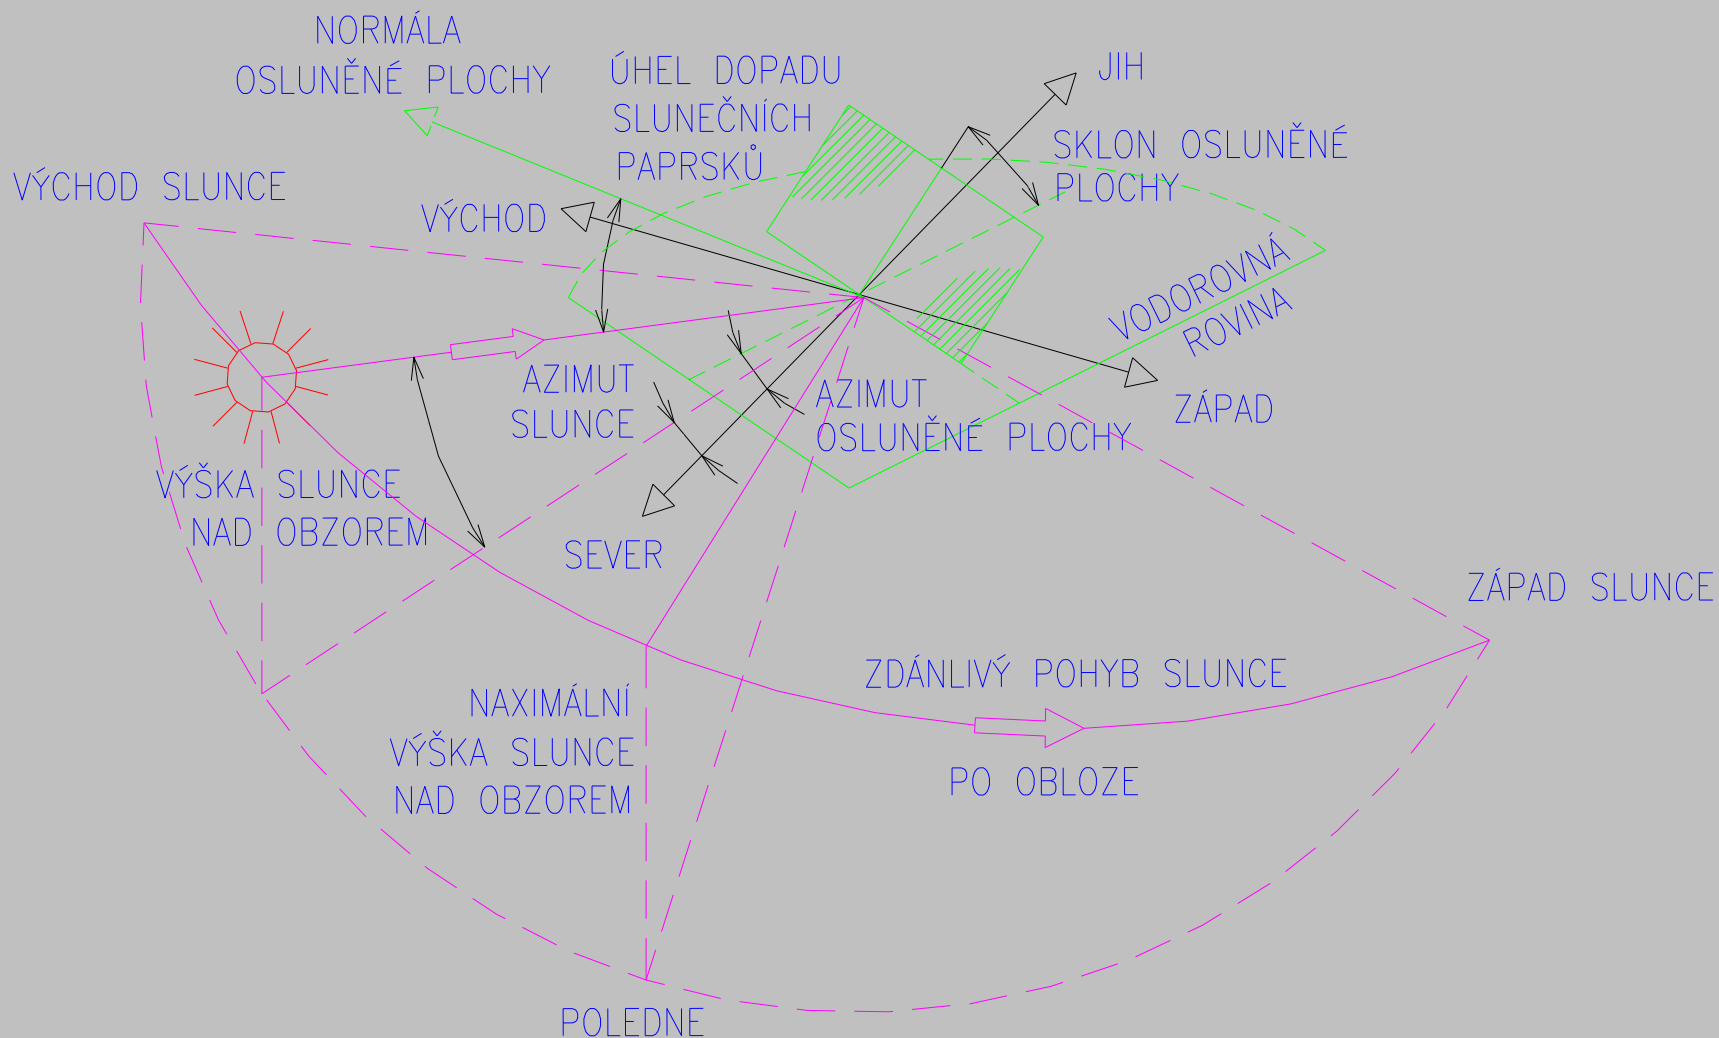 NORMÁLA
OSLUNĚNÉ PLOCHY
ÚHEL DOPADU
SLUNEČNÍCH
PAPRSKŮ
JIH
SKLON OSLUNĚNÉ
PLOCHY
VÝCHOD SLUNCE
VÝCHOD
VODOROVNÁ
ROVINA
AZIMUT
SLUNCE
AZIMUT
OSLUNĚNÉ PLOCHY
ZÁPAD
VÝŠKA SLUNCE
NAD OBZOREM
SEVER
ZÁPAD SLUNCE
ZDÁNLIVÝ POHYB SLUNCE
PO OBLOZE
NAXIMÁLNÍ
VÝŠKA SLUNCE
NAD OBZOREM
POLEDNE